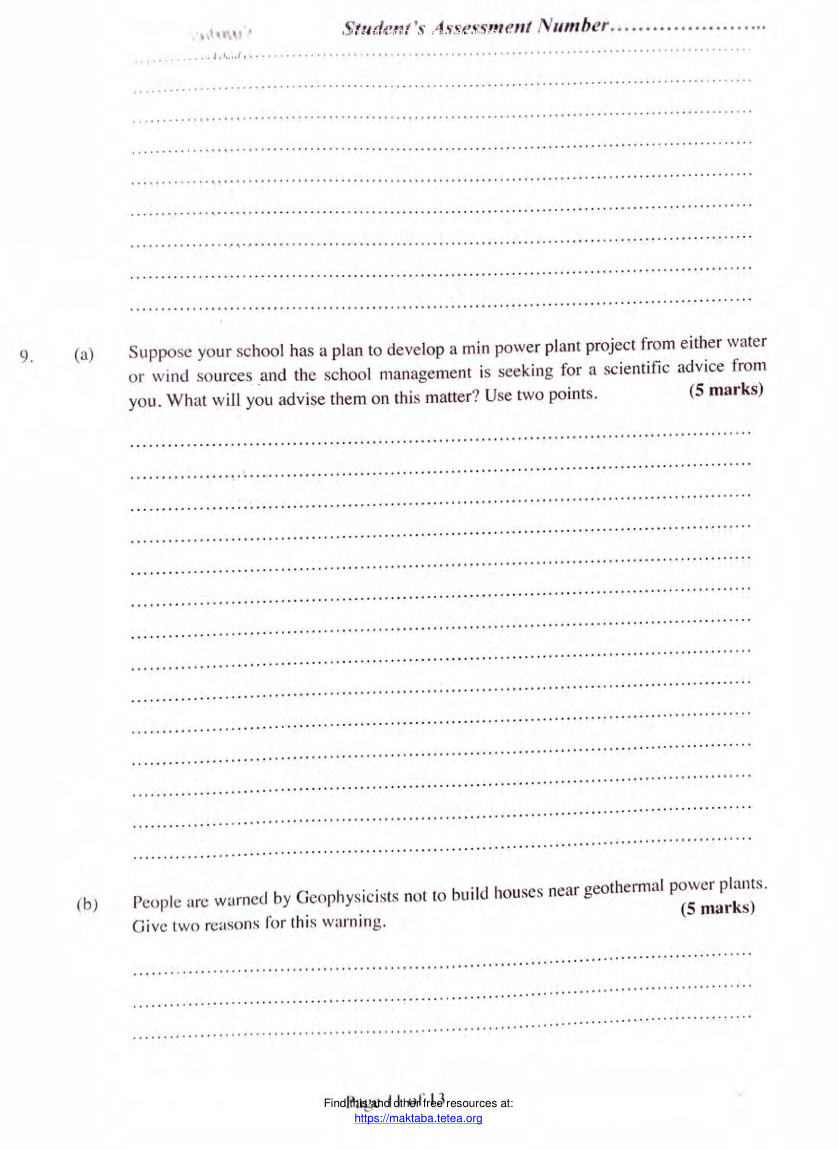 Student's Assessment Number........................
9. (a) Suppose your school has a plan to develop a min power plant project from either water
or wind sources and the school management is seeking for a scientific advice from
you. What will you advise them on this matter? Use two points. (5 marks)
(b) People are warned by Geophysicists not to build houses near geothermal power plants.
Give two reasons for this warning. (5 marks)
Page 11 of 13
Find this and other free resources at:
https://maktaba.tetea.org